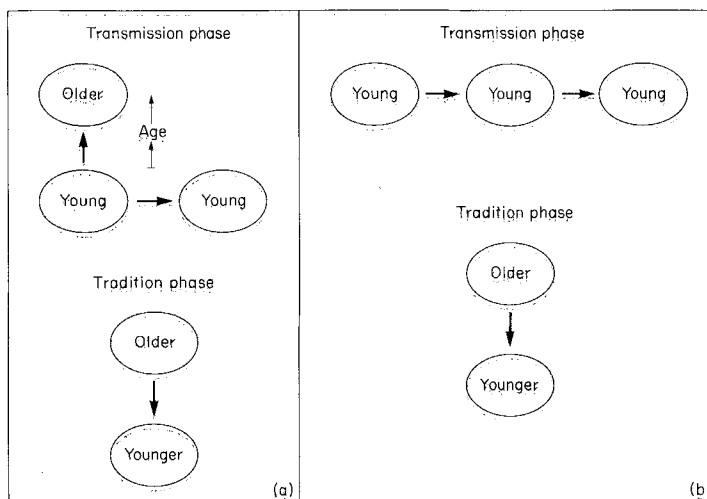 Transmission phase
Older
Age
Young
Young
Tradition phase
Older
Younger
(a)
Transmission phase
Young
Young
Young
Tradition phase
Older
Younger
(b)